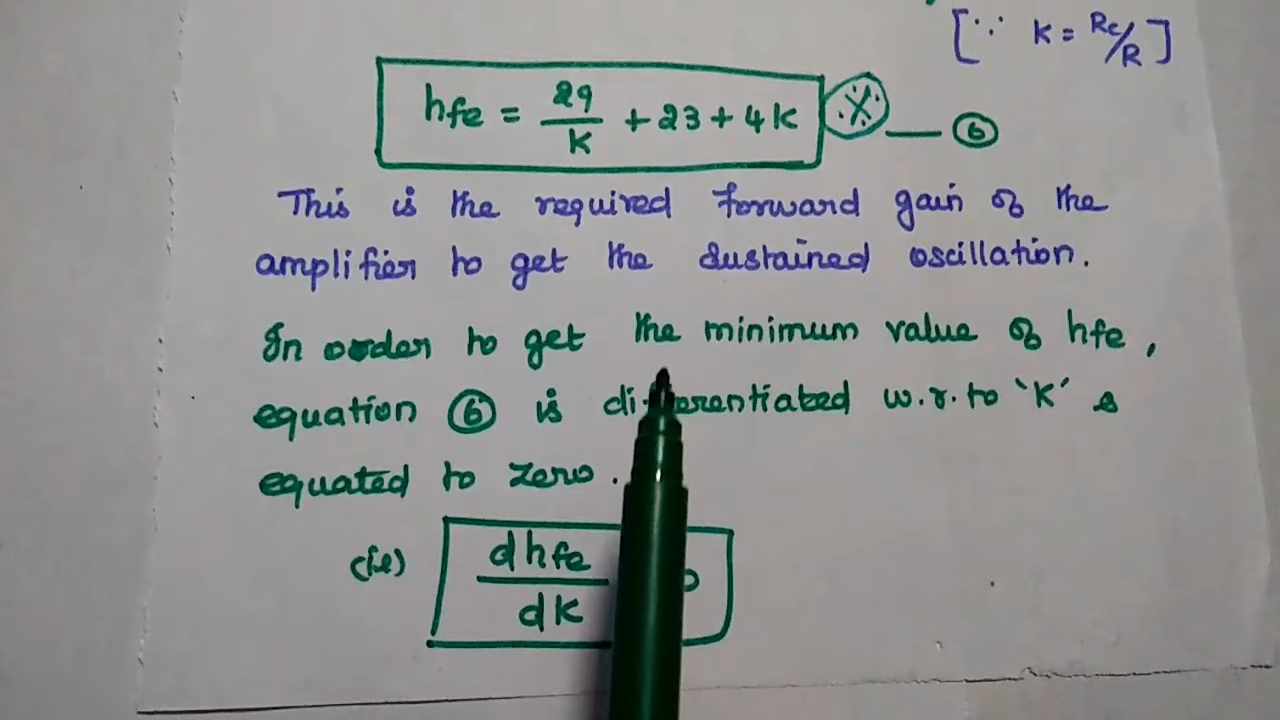 [∵ K = Rc/R]
hfe = 29/K + 23 + 4K — ⑥
This is the required forward gain of the
amplifier to get the sustained oscillation.
In order to get the minimum value of hfe,
equation ⑥ is differentiated w.r.to 'K' &
equated to zero.
(ie) dhfe/dK 0